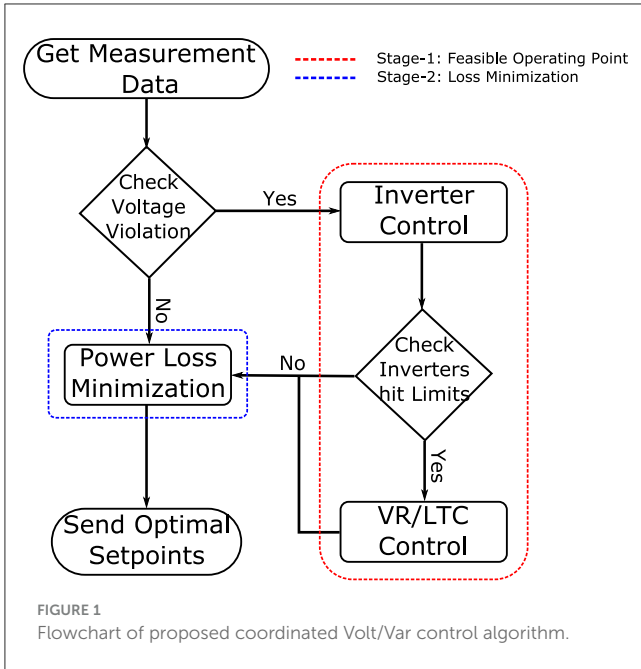 Get Measurement
Data
Stage-1: Feasible Operating Point
Stage-2: Loss Minimization
Check
Voltage
Violation
Yes
Inverter
Control
No
Power Loss
Minimization
No
Check
Inverters
hit Limits
Yes
Send Optimal
Setpoints
VR/LTC
Control
FIGURE 1
Flowchart of proposed coordinated Volt/Var control algorithm.